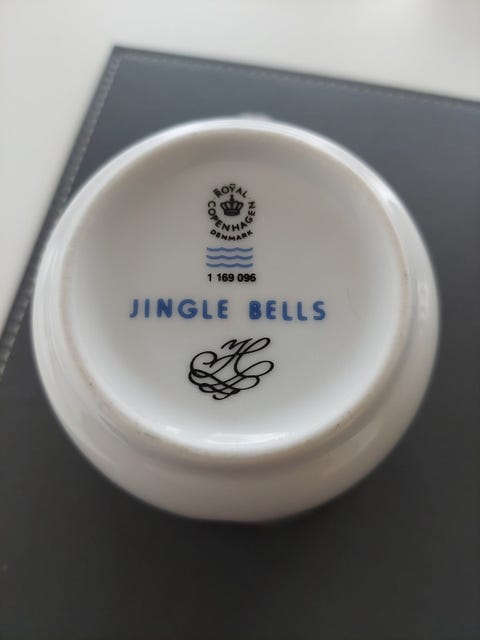 ROYAL
COPENHAGEN
DENMARK
1 169 096
JINGLE BELLS